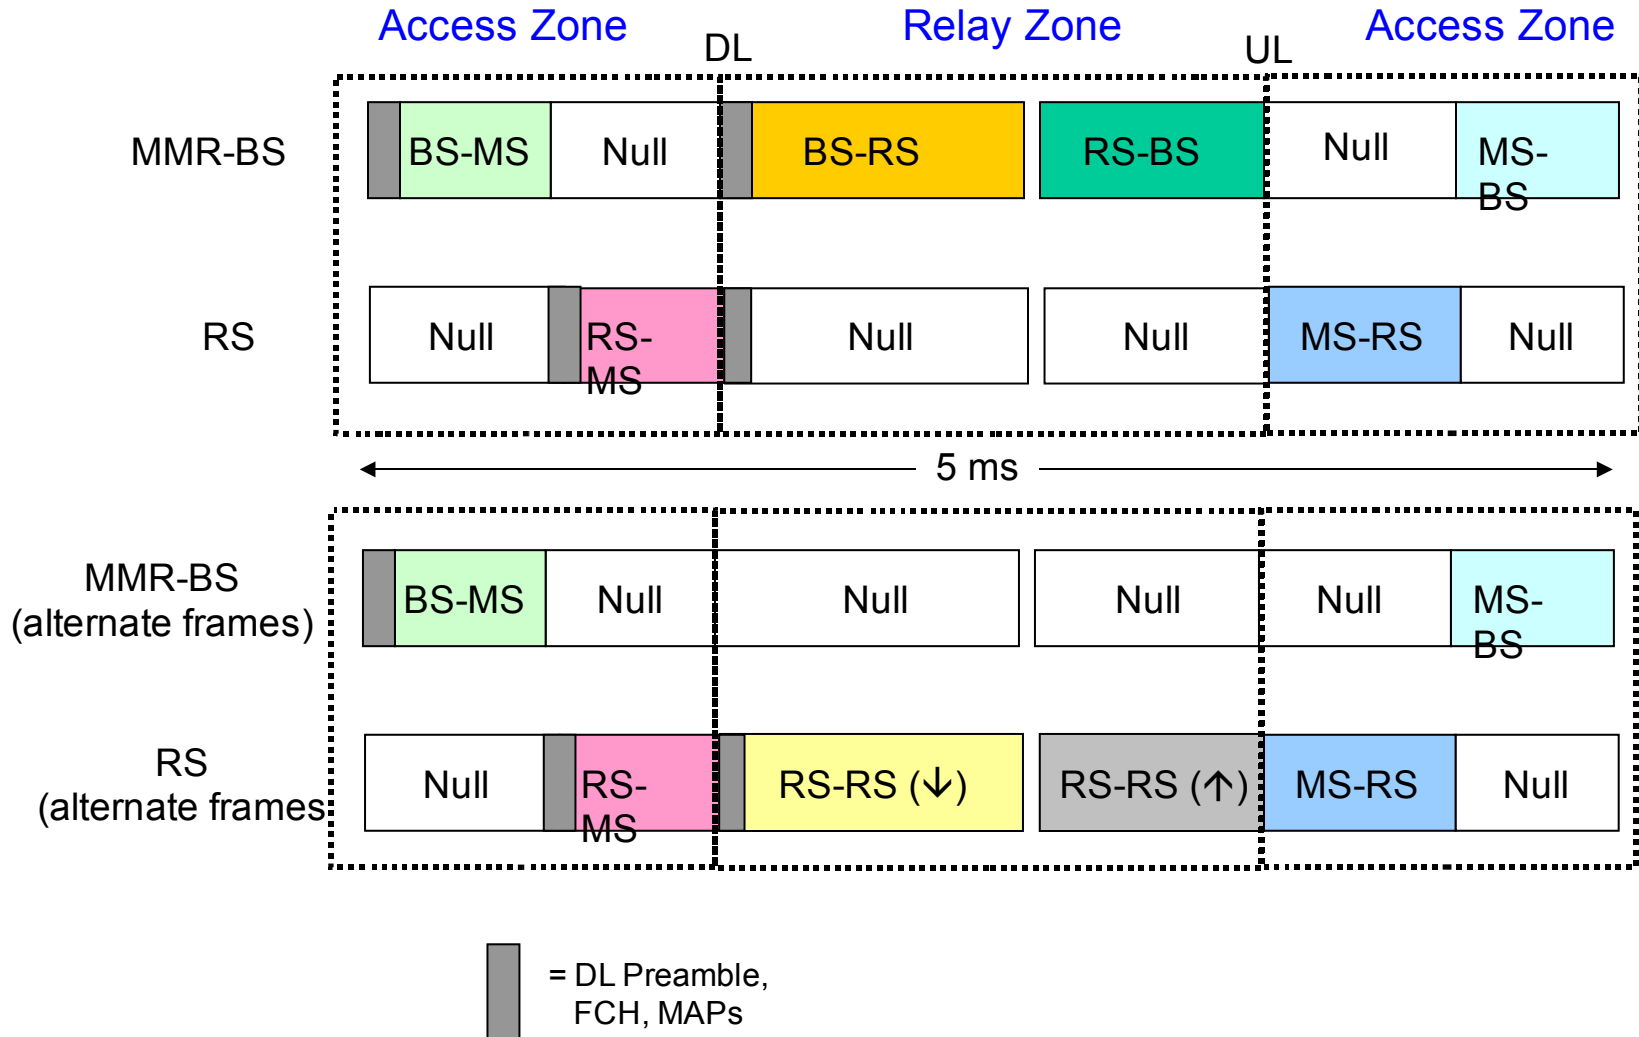 Access Zone
DL
Relay Zone
UL
Access Zone
MMR-BS
BS-MS
Null
BS-RS
RS-BS
Null
MS-
BS
RS
Null
RS-
MS
Null
Null
MS-RS
Null
5 ms
MMR-BS
(alternate frames)
BS-MS
Null
Null
Null
Null
MS-
BS
RS
(alternate frames
Null
RS-
MS
RS-RS (↓)
RS-RS (↑)
MS-RS
Null
= DL Preamble,
FCH, MAPs